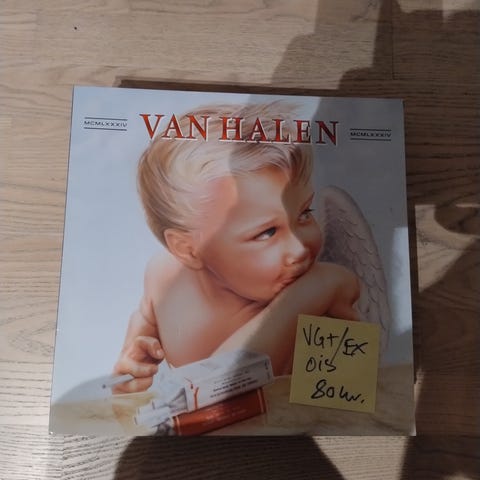 MCMLXXXIV
VAN HALEN
MCMLXXXIV
VG+/EX
OIS
80kr.